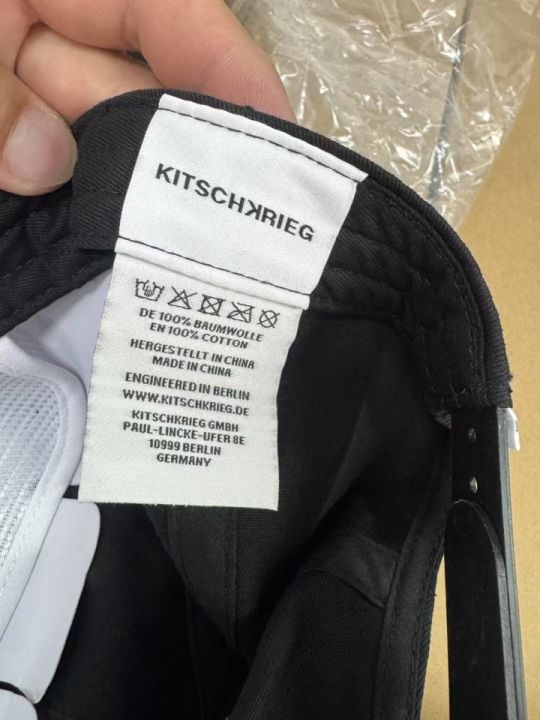 KITSCHKRIEG
DE 100% BAUMWOLLE
EN 100% COTTON
HERGESTELLT IN CHINA
MADE IN CHINA
ENGINEERED IN BERLIN
WWW.KITSCHKRIEG.DE
KITSCHKRIEG GMBH
PAUL-LINCKE-UFER 8E
10999 BERLIN
GERMANY